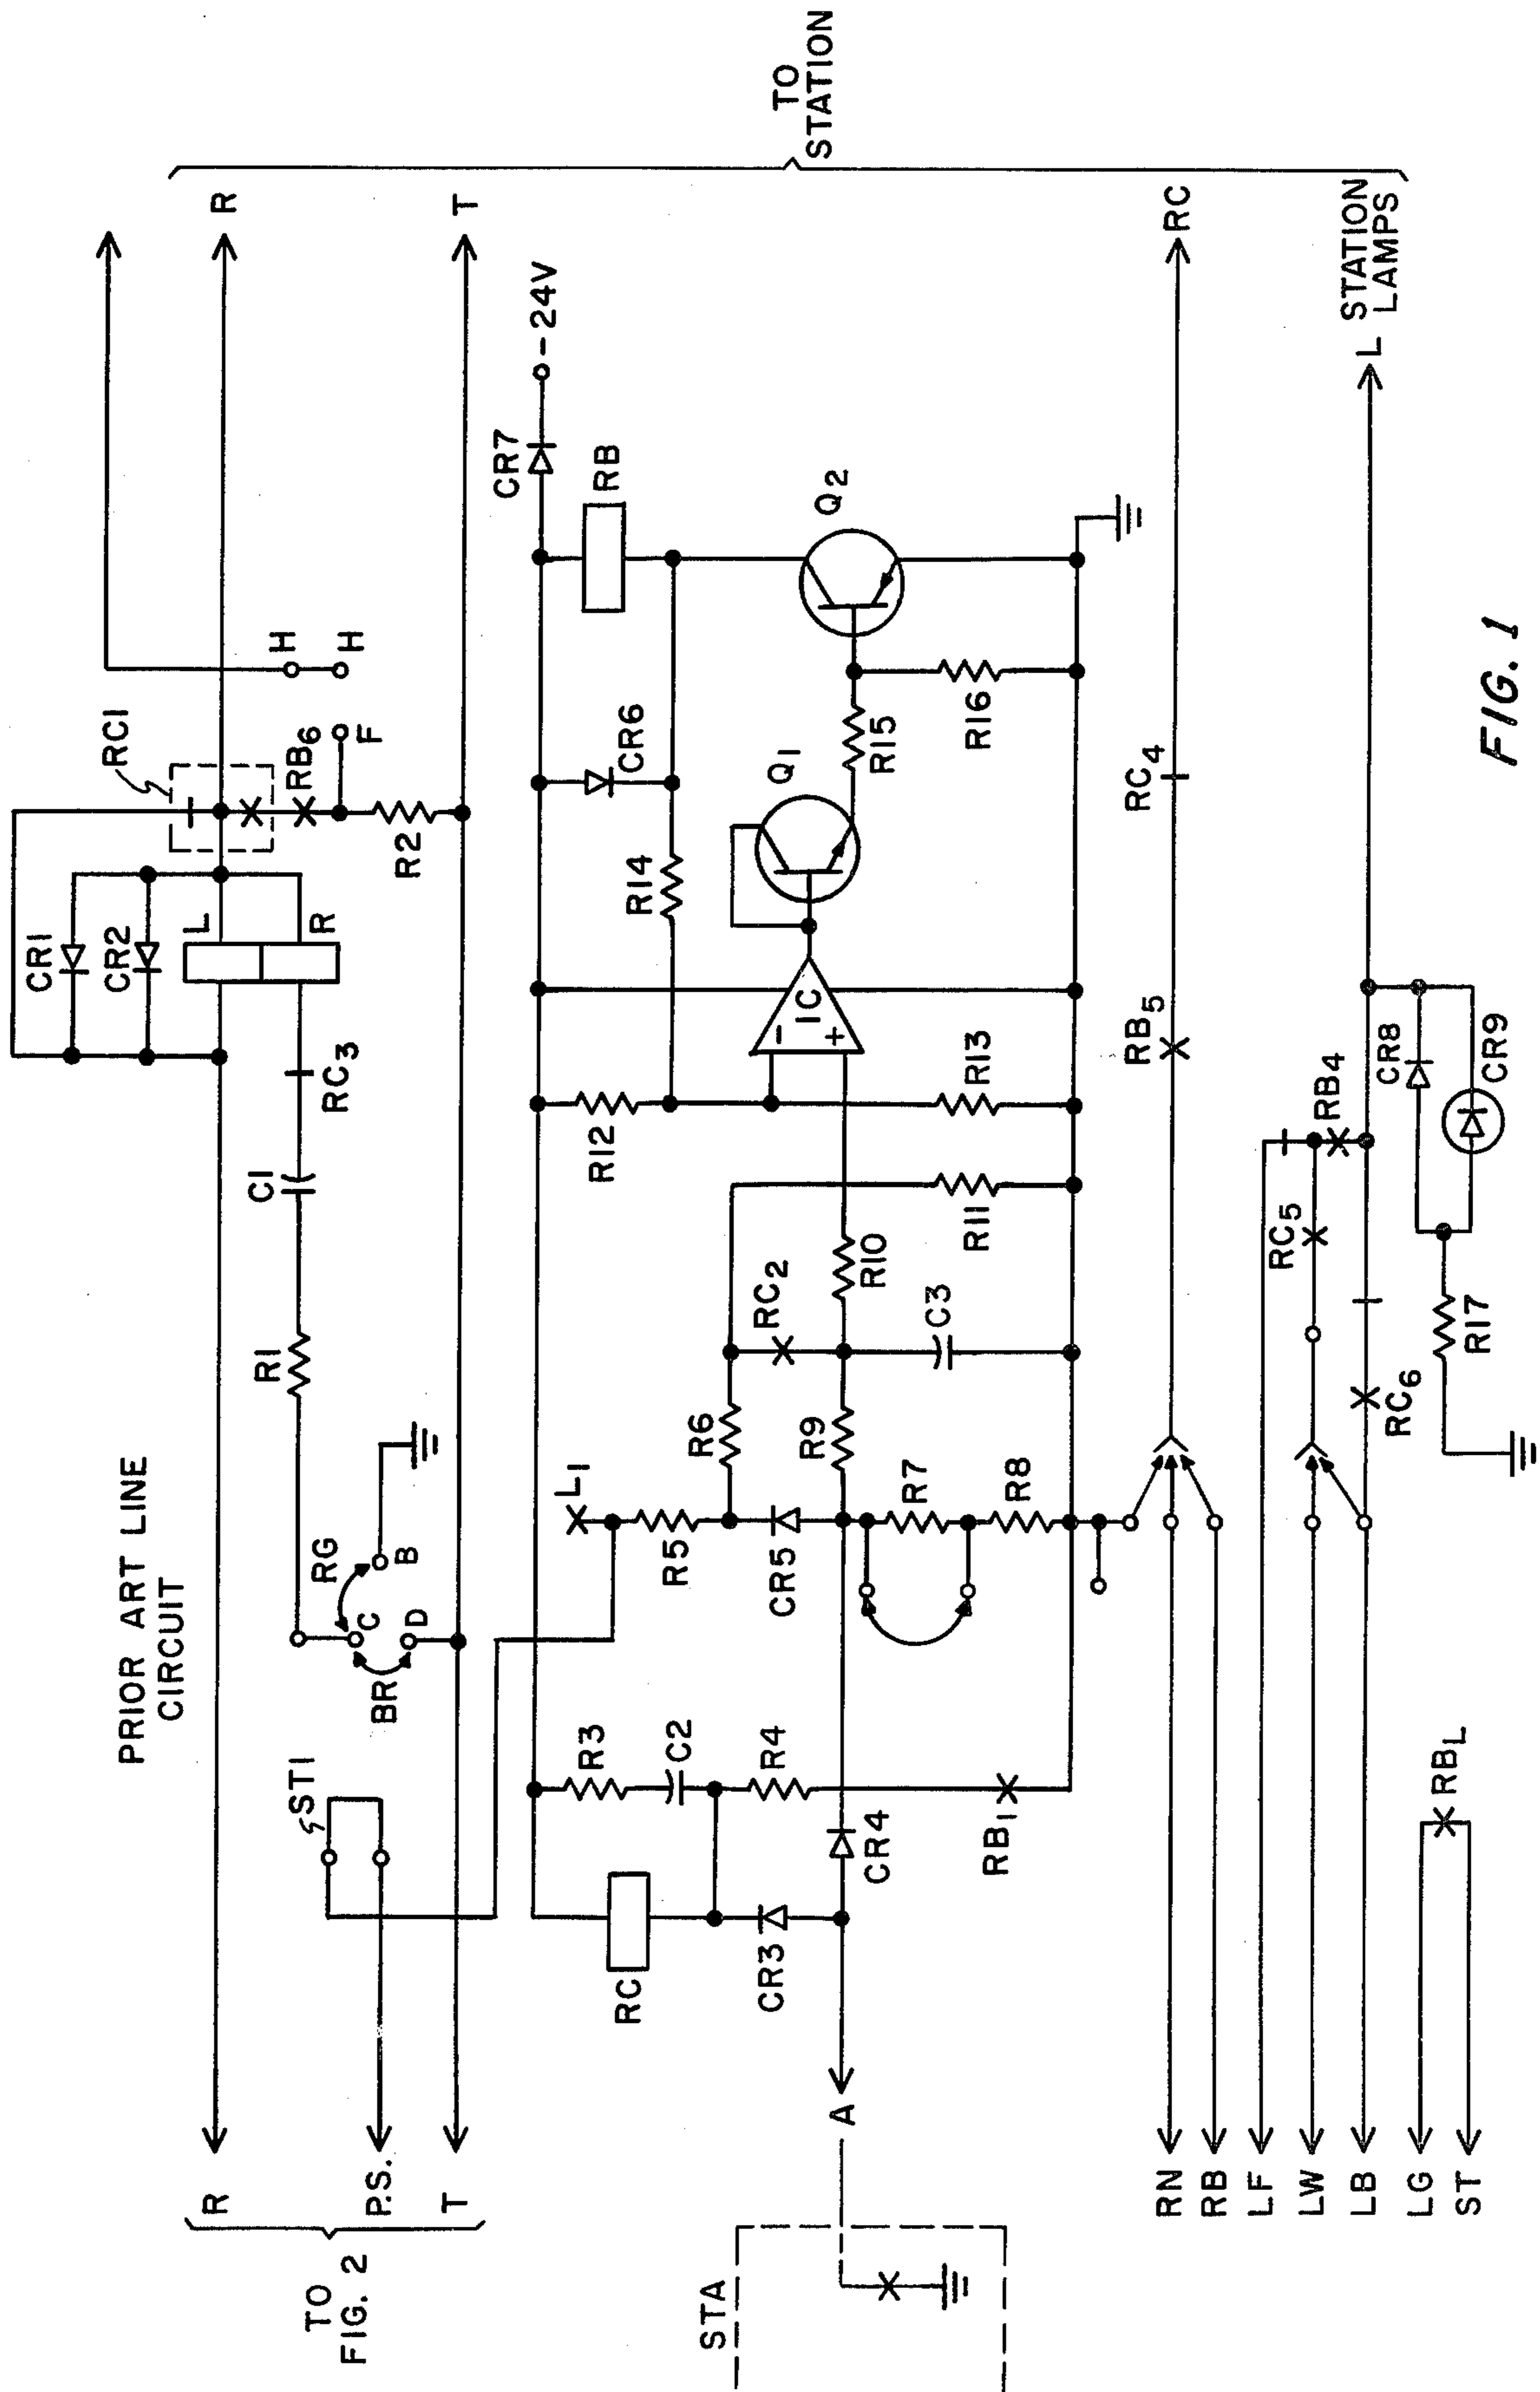 PRIOR ART LINE
CIRCUIT
TO
FIG. 2
R
P.S.
T
ST1
BR
RG
C
D
B
R1
C1
RC3
CR1
CR2
L
R
RC1
RB6
F
R2
H
H
R
T
TO
STATION
STA
A
RC
CR3
CR4
R3
C2
R4
RB1
L1
R5
CR5
R6
R9
R7
R8
RC2
C3
R10
R11
R12
R13
IC
-
+
R14
CR6
Q1
R15
R16
Q2
RB
CR7
-24V
RN
RB
LF
LW
LB
LG
ST
RBL
RB5
RC4
RC
RC5
RB4
RC6
R17
CR8
CR9
L
STATION
LAMPS
FIG. 1